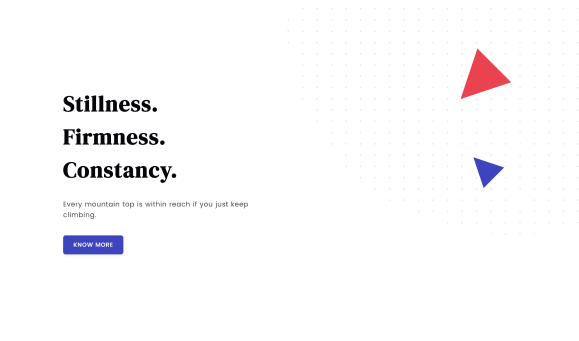 Stillness.
Firmness.
Constancy.
Every mountain top is within reach if you just keep
climbing.
KNOW MORE